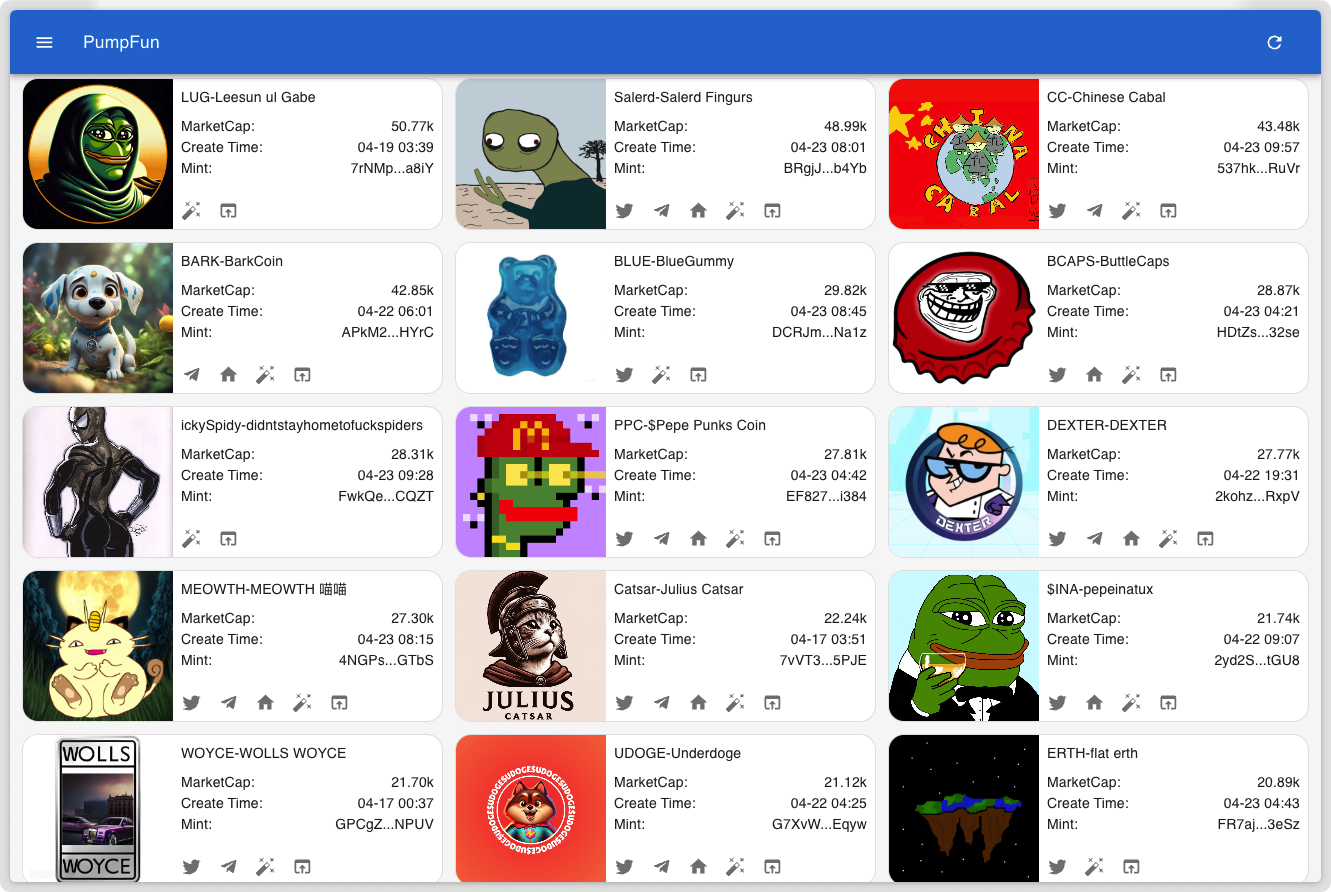 PumpFun
LUG-Leesun ul Gabe
MarketCap: 50.77k
Create Time: 04-19 03:39
Mint: 7rNMp...a8iY
Salerd-Salerd Fingurs
MarketCap: 48.99k
Create Time: 04-23 08:01
Mint: BRgjJ...b4Yb
CHINA
CABAL
CC-Chinese Cabal
MarketCap: 43.48k
Create Time: 04-23 09:57
Mint: 537hk...RuVr
BARK-BarkCoin
MarketCap: 42.85k
Create Time: 04-22 06:01
Mint: APkM2...HYrC
BLUE-BlueGummy
MarketCap: 29.82k
Create Time: 04-23 08:45
Mint: DCRJm...Na1z
BCAPS-ButtleCaps
MarketCap: 28.87k
Create Time: 04-23 04:21
Mint: HDtZs...32se
ickySpidy-didntstayhometofuckspiders
MarketCap: 28.31k
Create Time: 04-23 09:28
Mint: FwkQe...CQZT
PPC-$Pepe Punks Coin
MarketCap: 27.81k
Create Time: 04-23 04:42
Mint: EF827...i384
DEXTER
DEXTER-DEXTER
MarketCap: 27.77k
Create Time: 04-22 19:31
Mint: 2kohz...RxpV
MEOWTH-MEOWTH 喵喵
MarketCap: 27.30k
Create Time: 04-23 08:15
Mint: 4NGPs...GTbS
JULIUS
CATSAR
Catsar-Julius Catsar
MarketCap: 22.24k
Create Time: 04-17 03:51
Mint: 7vVT3...5PJE
$INA-pepeinatux
MarketCap: 21.74k
Create Time: 04-22 09:07
Mint: 2yd2S...tGU8
WOLLS
WOYCE
WOYCE-WOLLS WOYCE
MarketCap: 21.70k
Create Time: 04-17 00:37
Mint: GPCgZ...NPUV
$UDOGE$UDOGE$UDOGE$UDOGE$UDOGE$UDOGE
UDOGE-Underdoge
MarketCap: 21.12k
Create Time: 04-22 04:25
Mint: G7XvW...Eqyw
ERTH-flat erth
MarketCap: 20.89k
Create Time: 04-23 04:43
Mint: FR7aj...3eSz